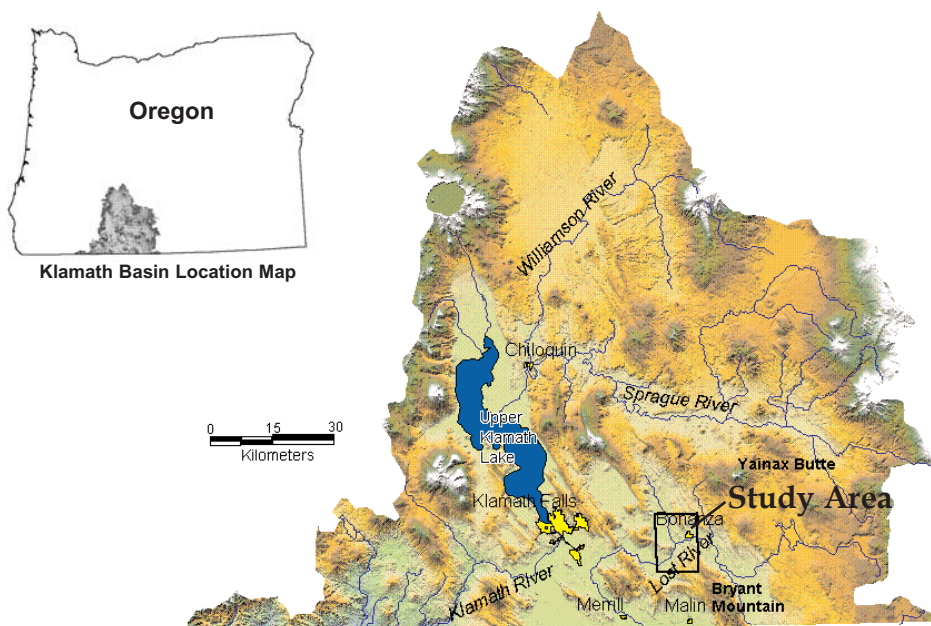 Oregon
Klamath Basin Location Map
Williamson River
Chiloquin
Sprague River
0 15 30
Kilometers
Upper
Klamath
Lake
Yainax Butte
Klamath Falls
Study Area
Bonanza
Lost River
Klamath River
Merrill
Malin
Bryant
Mountain